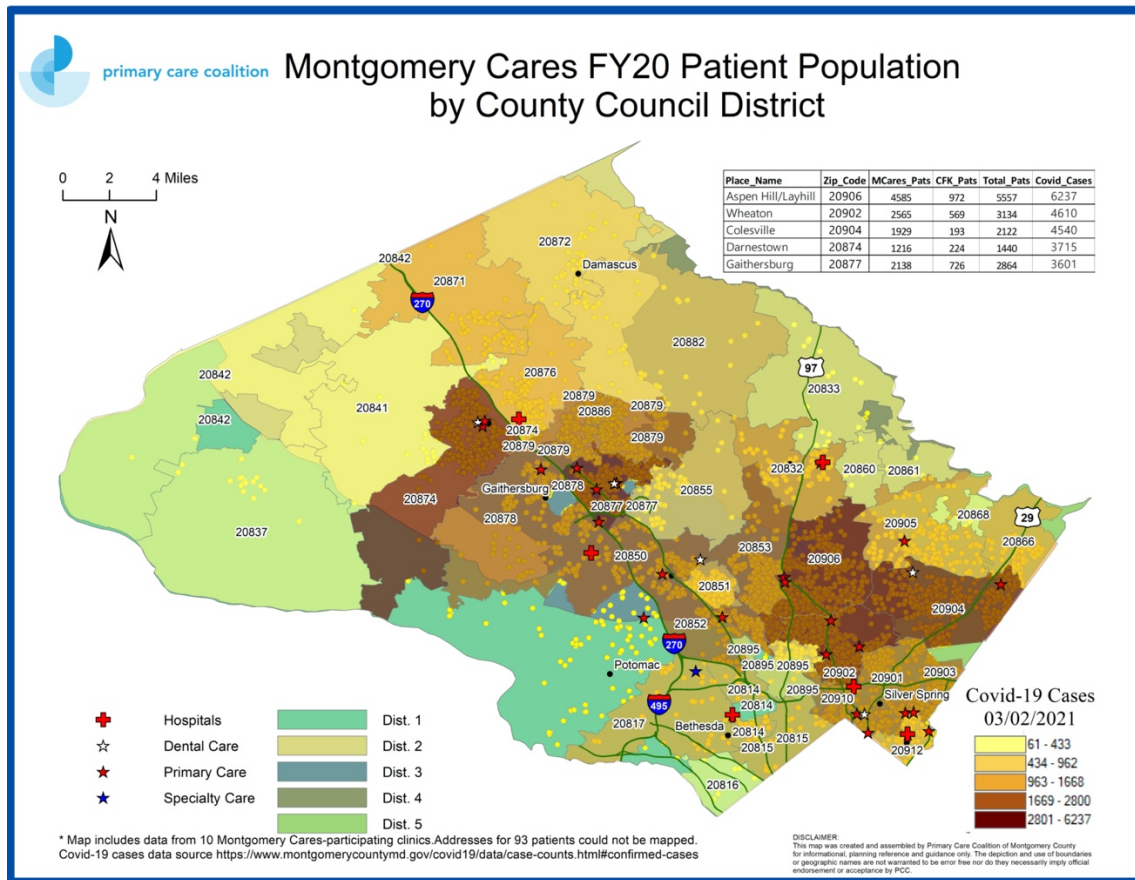 primary care coalition
Montgomery Cares FY20 Patient Population
by County Council District
0 2 4 Miles
N
Place_Name Zip_Code MCares_Pats CFK_Pats Total_Pats Covid_Cases
Aspen Hill/Layhill 20906 4585 972 5557 6237
Wheaton 20902 2565 569 3134 4610
Colesville 20904 1929 193 2122 4540
Darnestown 20874 1216 224 1440 3715
Gaithersburg 20877 2138 726 2864 3601
20872
20842
Damascus
20871
270
20882
97
20833
20842
20876
20841
20879
20842
20886
20879
20874
20879
20879
20879
20832
20860
20861
20878
Gaithersburg
20877
20877
20855
20874
20868
29
20878
20905
20866
20837
20850
20853
20906
20851
20904
20852
270
20895
20895
20895
20902
20901
20903
Potomac
20814
20895
20910
Silver Spring
495
20814
20817
Bethesda
20814
20815
20815
20912
20816
Hospitals
Dental Care
Primary Care
Specialty Care
Dist. 1
Dist. 2
Dist. 3
Dist. 4
Dist. 5
Covid-19 Cases
03/02/2021
61 - 433
434 - 962
963 - 1668
1669 - 2800
2801 - 6237
* Map includes data from 10 Montgomery Cares-participating clinics.Addresses for 93 patients could not be mapped.
Covid-19 cases data source https://www.montgomerycountymd.gov/covid19/data/case-counts.html#confirmed-cases
DISCLAIMER:
This map was created and assembled by Primary Care Coalition of Montgomery County
for informational, planning reference and guidance only. The depiction and use of boundaries
or geographic names are not warranted to be error free nor do they necessarily imply official
endorsement or acceptance by PCC.